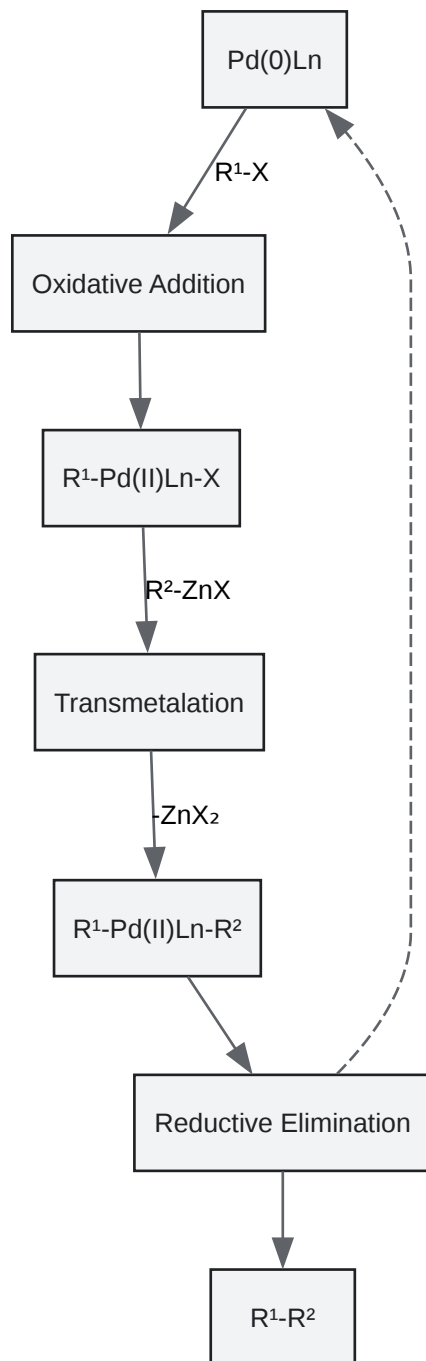 Pd(0)Ln
R¹-X
Oxidative Addition
R¹-Pd(II)Ln-X
R²-ZnX
Transmetalation
-ZnX₂
R¹-Pd(II)Ln-R²
Reductive Elimination
R¹-R²